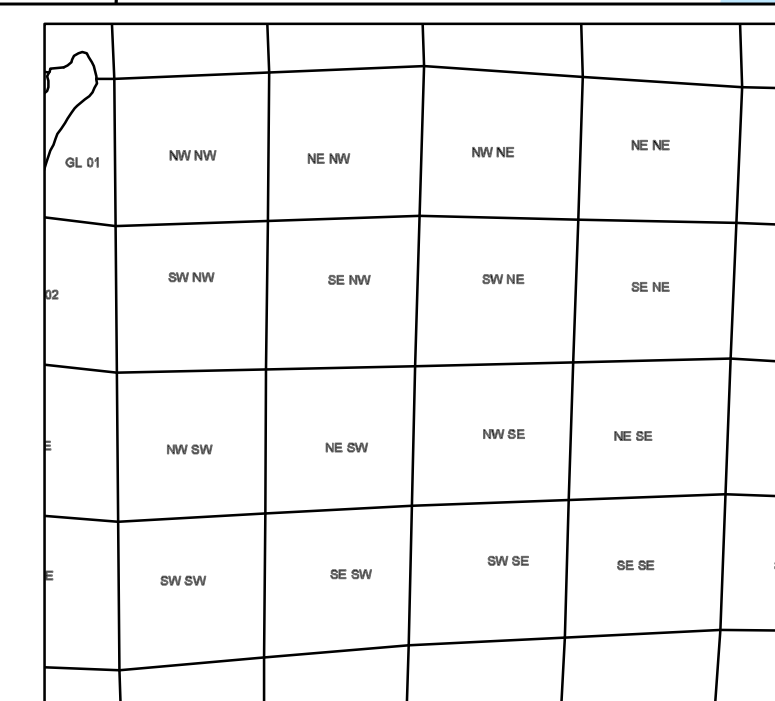 GL 01
NW NW
NE NW
NW NE
NE NE
02
SW NW
SE NW
SW NE
SE NE
E
NW SW
NE SW
NW SE
NE SE
E
SW SW
SE SW
SW SE
SE SE